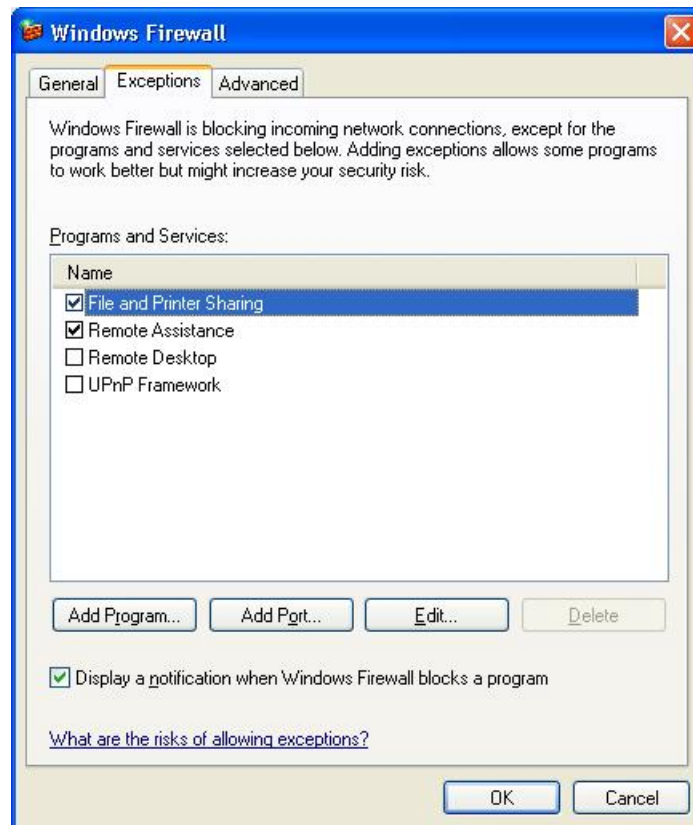 Windows Firewall
General Exceptions Advanced
Windows Firewall is blocking incoming network connections, except for the
programs and services selected below. Adding exceptions allows some programs
to work better but might increase your security risk.
Programs and Services:
Name
File and Printer Sharing
Remote Assistance
Remote Desktop
UPnP Framework
Add Program... Add Port... Edit... Delete
Display a notification when Windows Firewall blocks a program
What are the risks of allowing exceptions?
OK Cancel